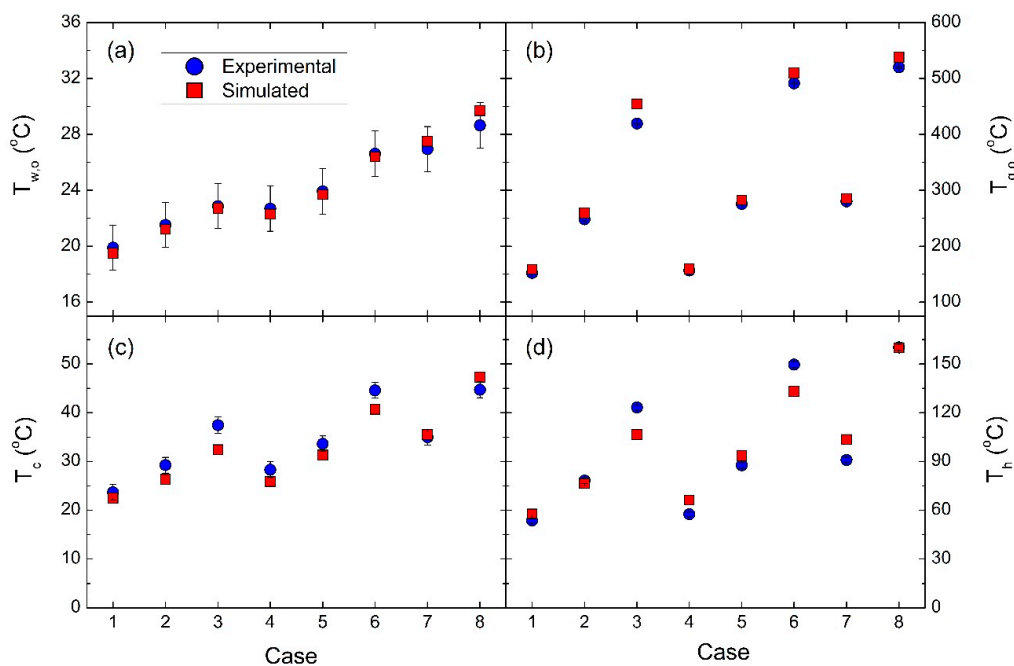 36
32
28
24
20
16
T_w,o (°C)
(a)
Experimental
Simulated
(b)
600
500
400
300
200
100
T_g,o (°C)
50
40
30
20
10
0
T_c (°C)
(c)
1 2 3 4 5 6 7 8
Case
(d)
150
120
90
60
30
0
T_h (°C)
1 2 3 4 5 6 7 8
Case